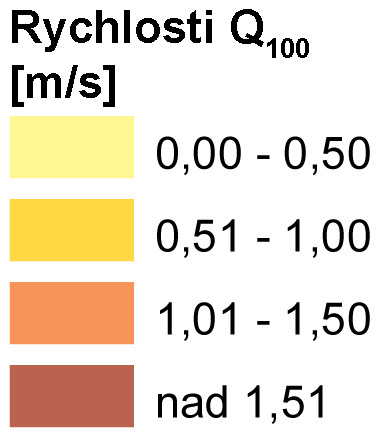 Rychlosti Q100
[m/s]
0,00 - 0,50
0,51 - 1,00
1,01 - 1,50
nad 1,51